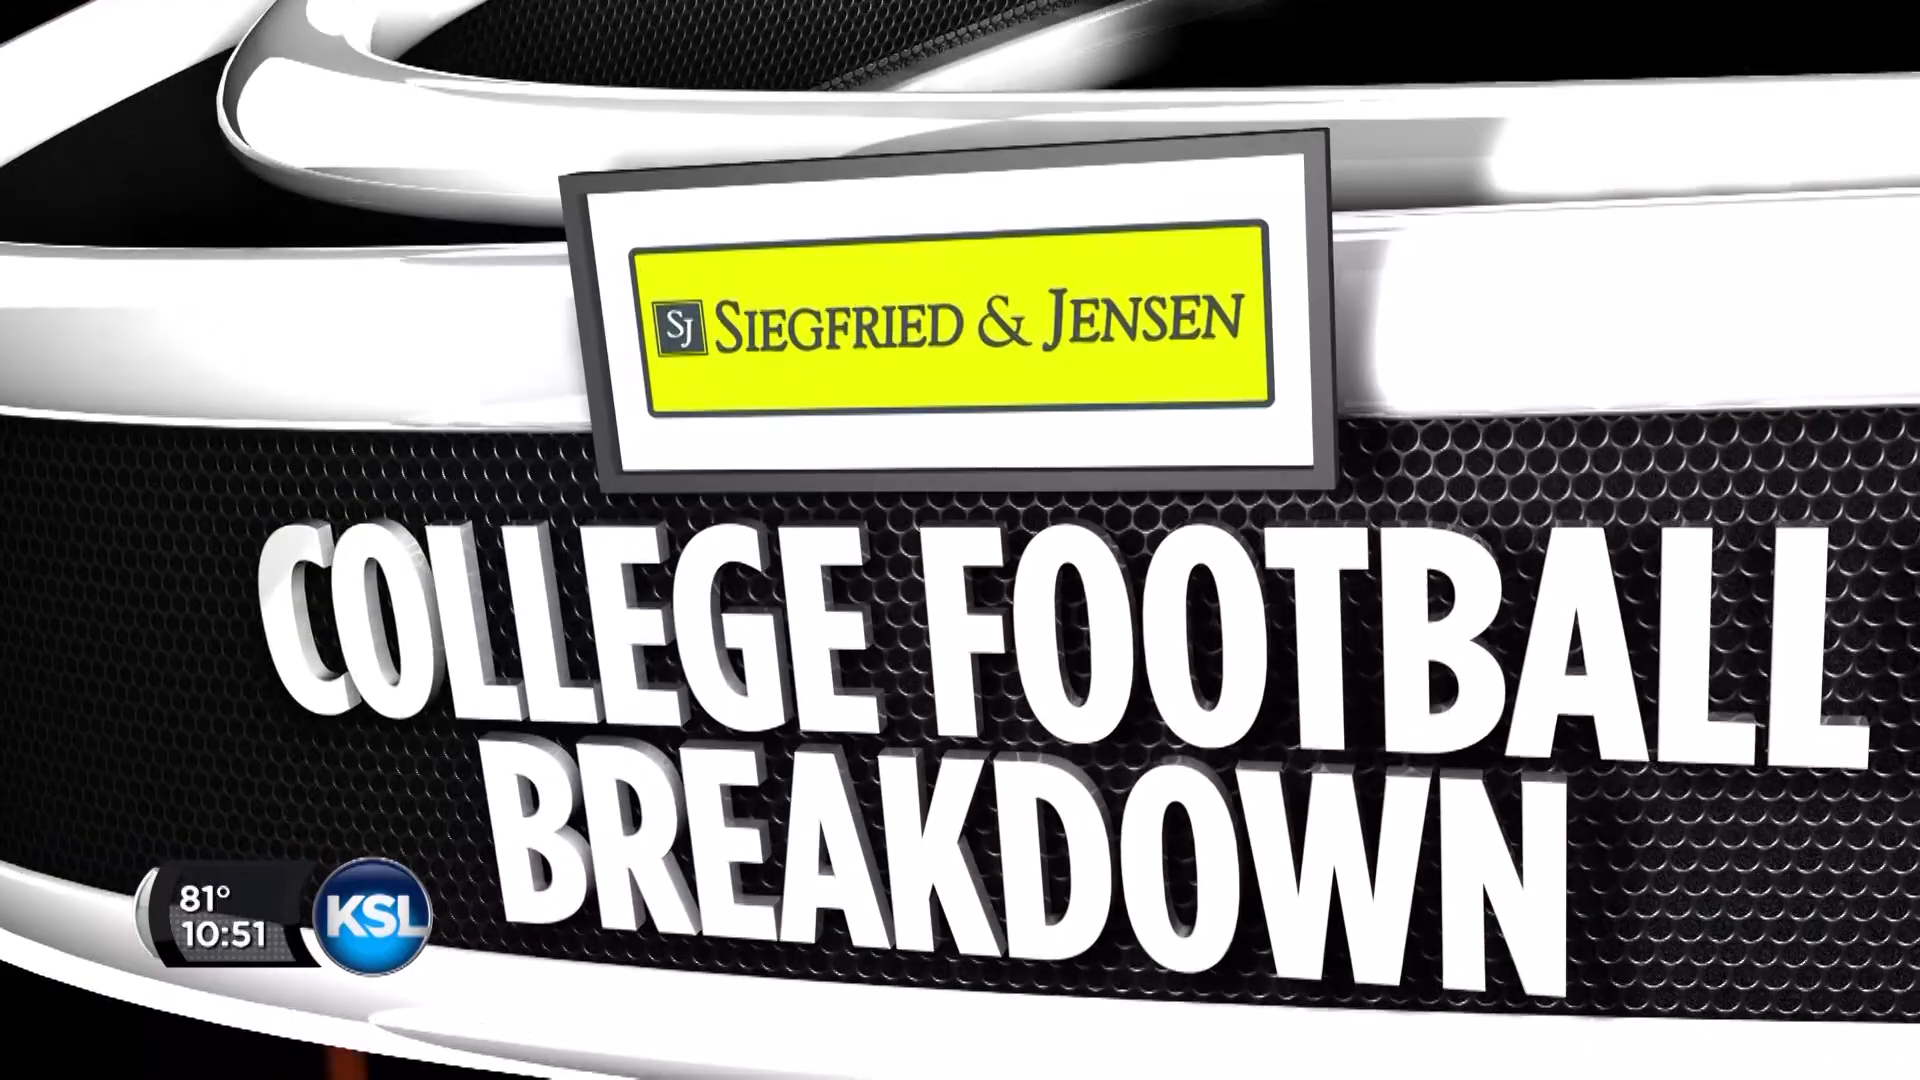 SJ SIEGFRIED & JENSEN
COLLEGE FOOTBALL
BREAKDOWN
81°
10:51
KSL